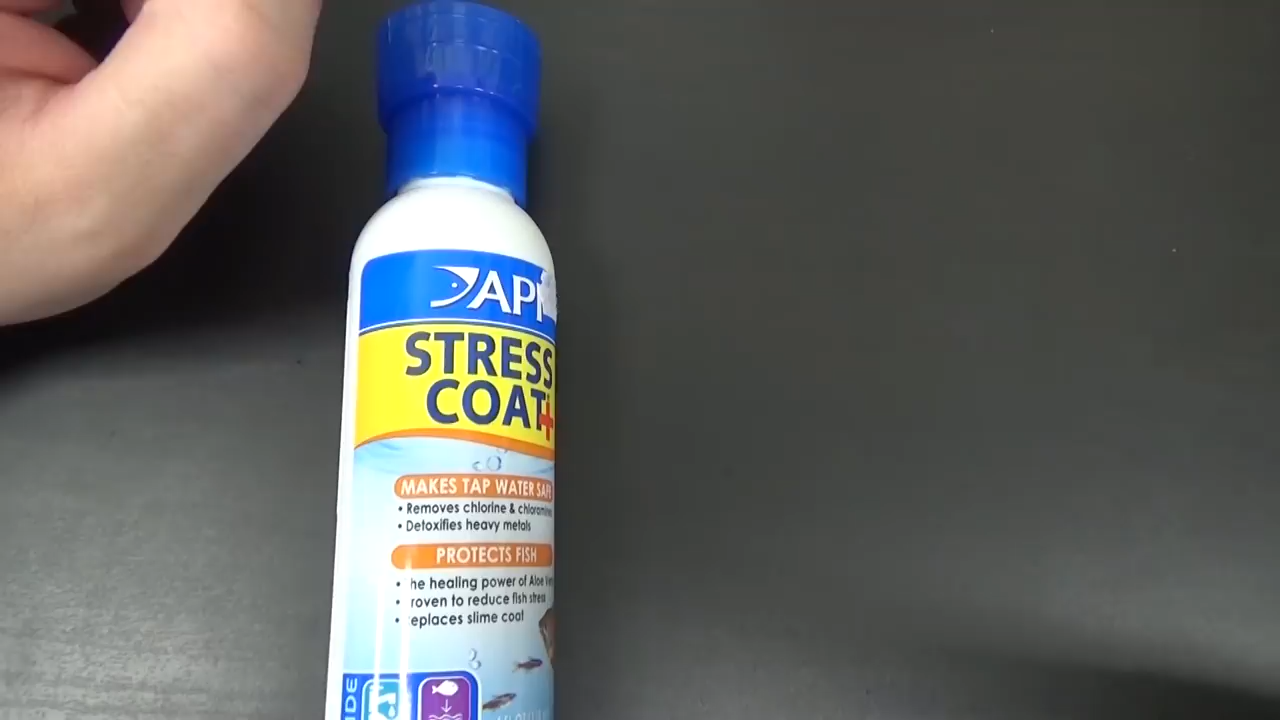 API
STRESS
COAT+
MAKES TAP WATER SAFE
• Removes chlorine & chloramines
• Detoxifies heavy metals
PROTECTS FISH
• he healing power of Aloe Vera
• roven to reduce fish stress
• eplaces slime coat
IDE